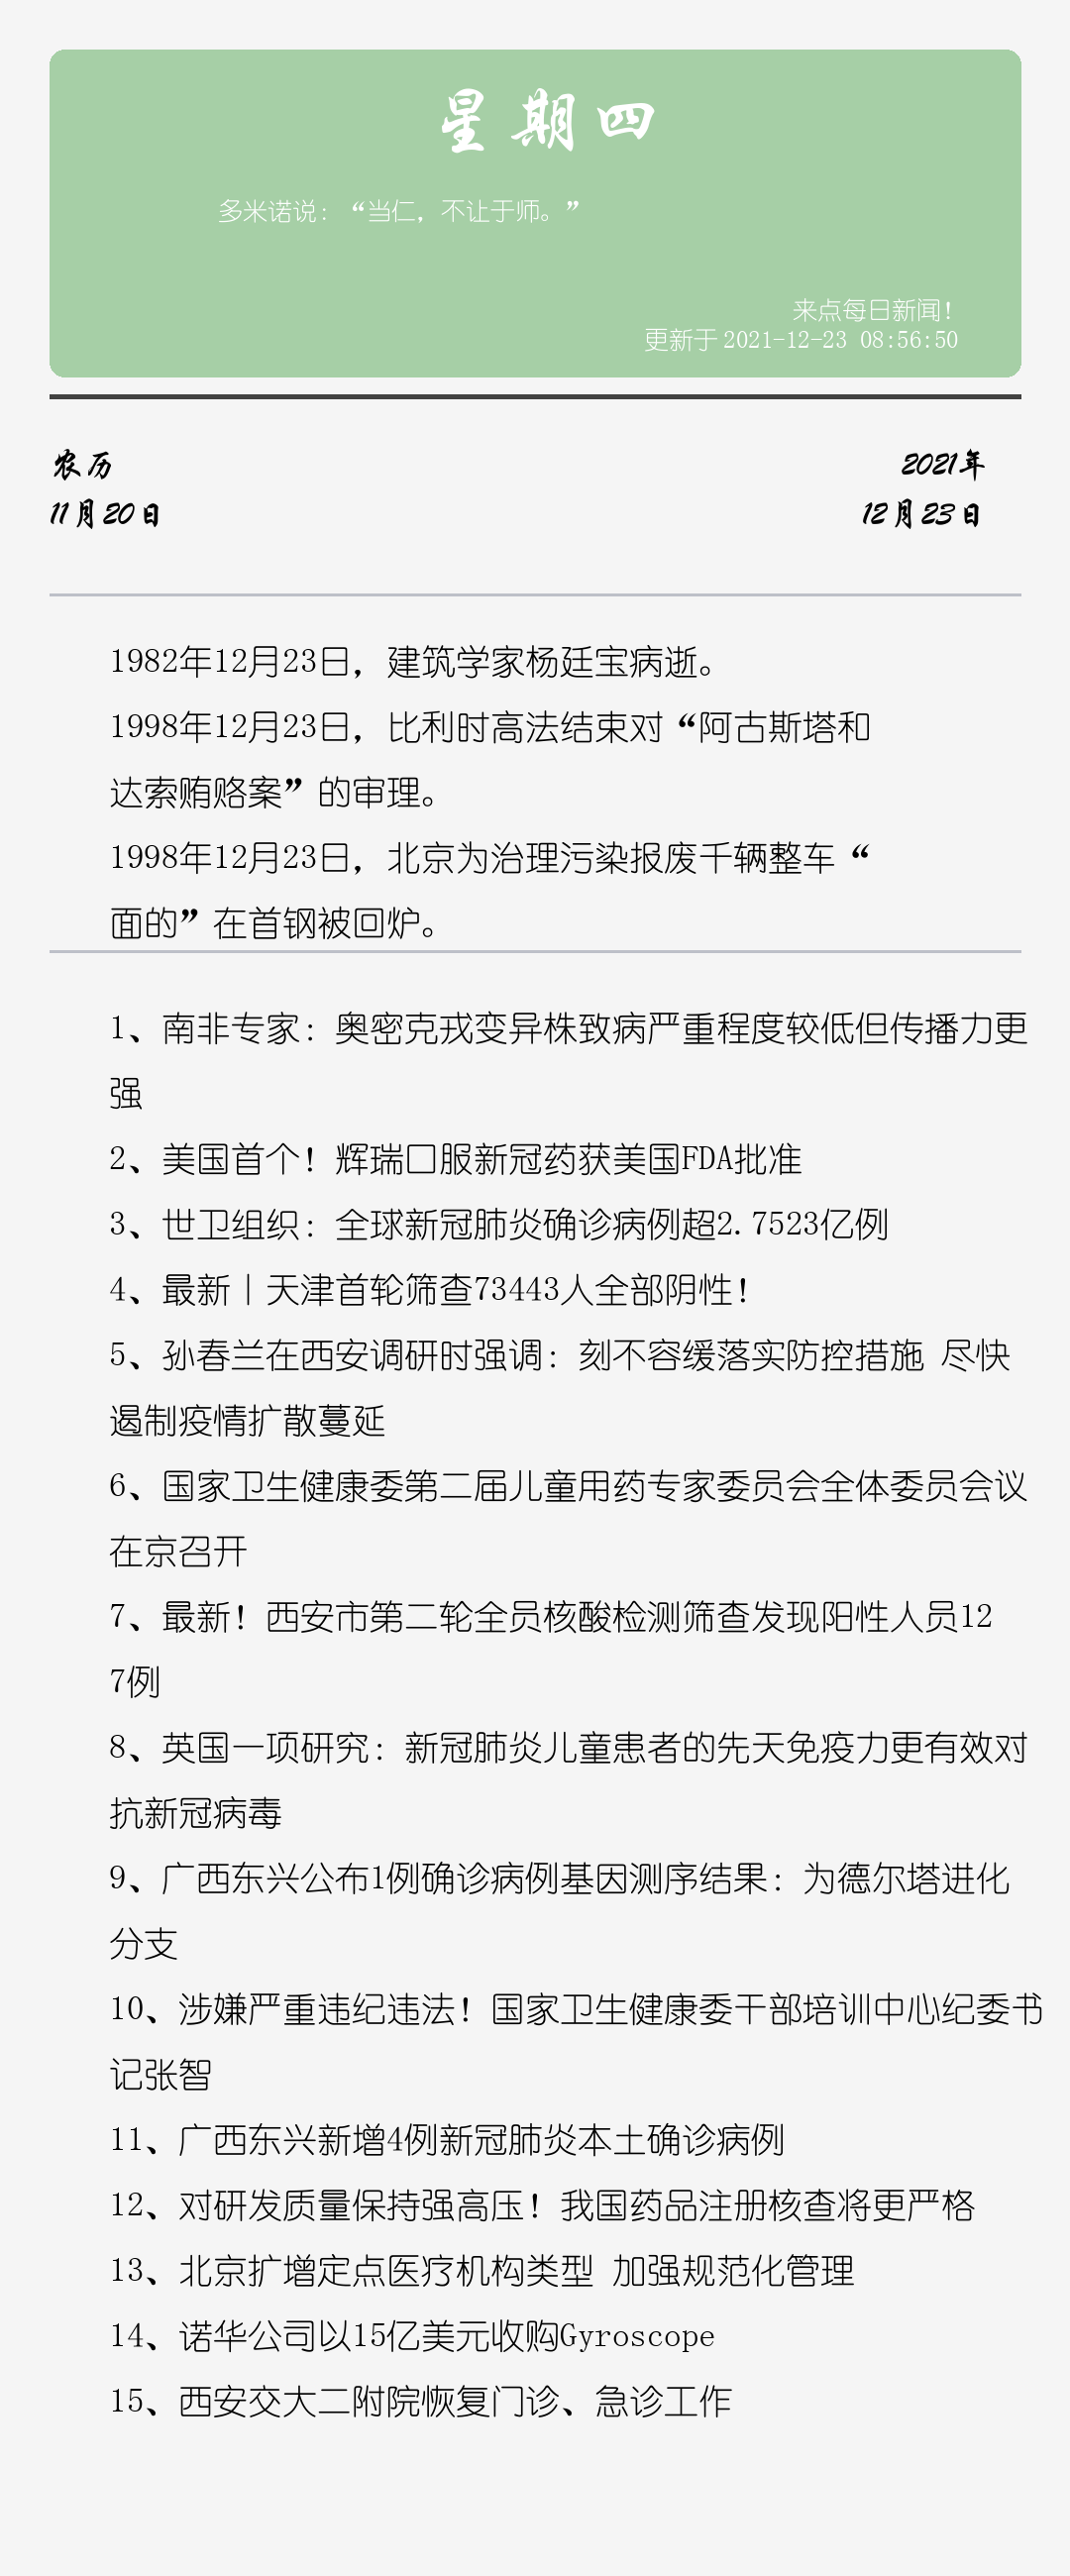 星期四
多米诺说：“当仁，不让于师。”
来点每日新闻！
更新于 2021-12-23 08:56:50
农历
2021年
11月20日
12月23日
1982年12月23日，建筑学家杨廷宝病逝。
1998年12月23日，比利时高法结束对“阿古斯塔和
达索贿赂案”的审理。
1998年12月23日，北京为治理污染报废千辆整车“
面的”在首钢被回炉。
1、南非专家：奥密克戎变异株致病严重程度较低但传播力更
强
2、美国首个！辉瑞口服新冠药获美国FDA批准
3、世卫组织：全球新冠肺炎确诊病例超2.7523亿例
4、最新｜天津首轮筛查73443人全部阴性！
5、孙春兰在西安调研时强调：刻不容缓落实防控措施 尽快
遏制疫情扩散蔓延
6、国家卫生健康委第二届儿童用药专家委员会全体委员会议
在京召开
7、最新！西安市第二轮全员核酸检测筛查发现阳性人员12
7例
8、英国一项研究：新冠肺炎儿童患者的先天免疫力更有效对
抗新冠病毒
9、广西东兴公布1例确诊病例基因测序结果：为德尔塔进化
分支
10、涉嫌严重违纪违法！国家卫生健康委干部培训中心纪委书
记张智
11、广西东兴新增4例新冠肺炎本土确诊病例
12、对研发质量保持强高压！我国药品注册核查将更严格
13、北京扩增定点医疗机构类型 加强规范化管理
14、诺华公司以15亿美元收购Gyroscope
15、西安交大二附院恢复门诊、急诊工作